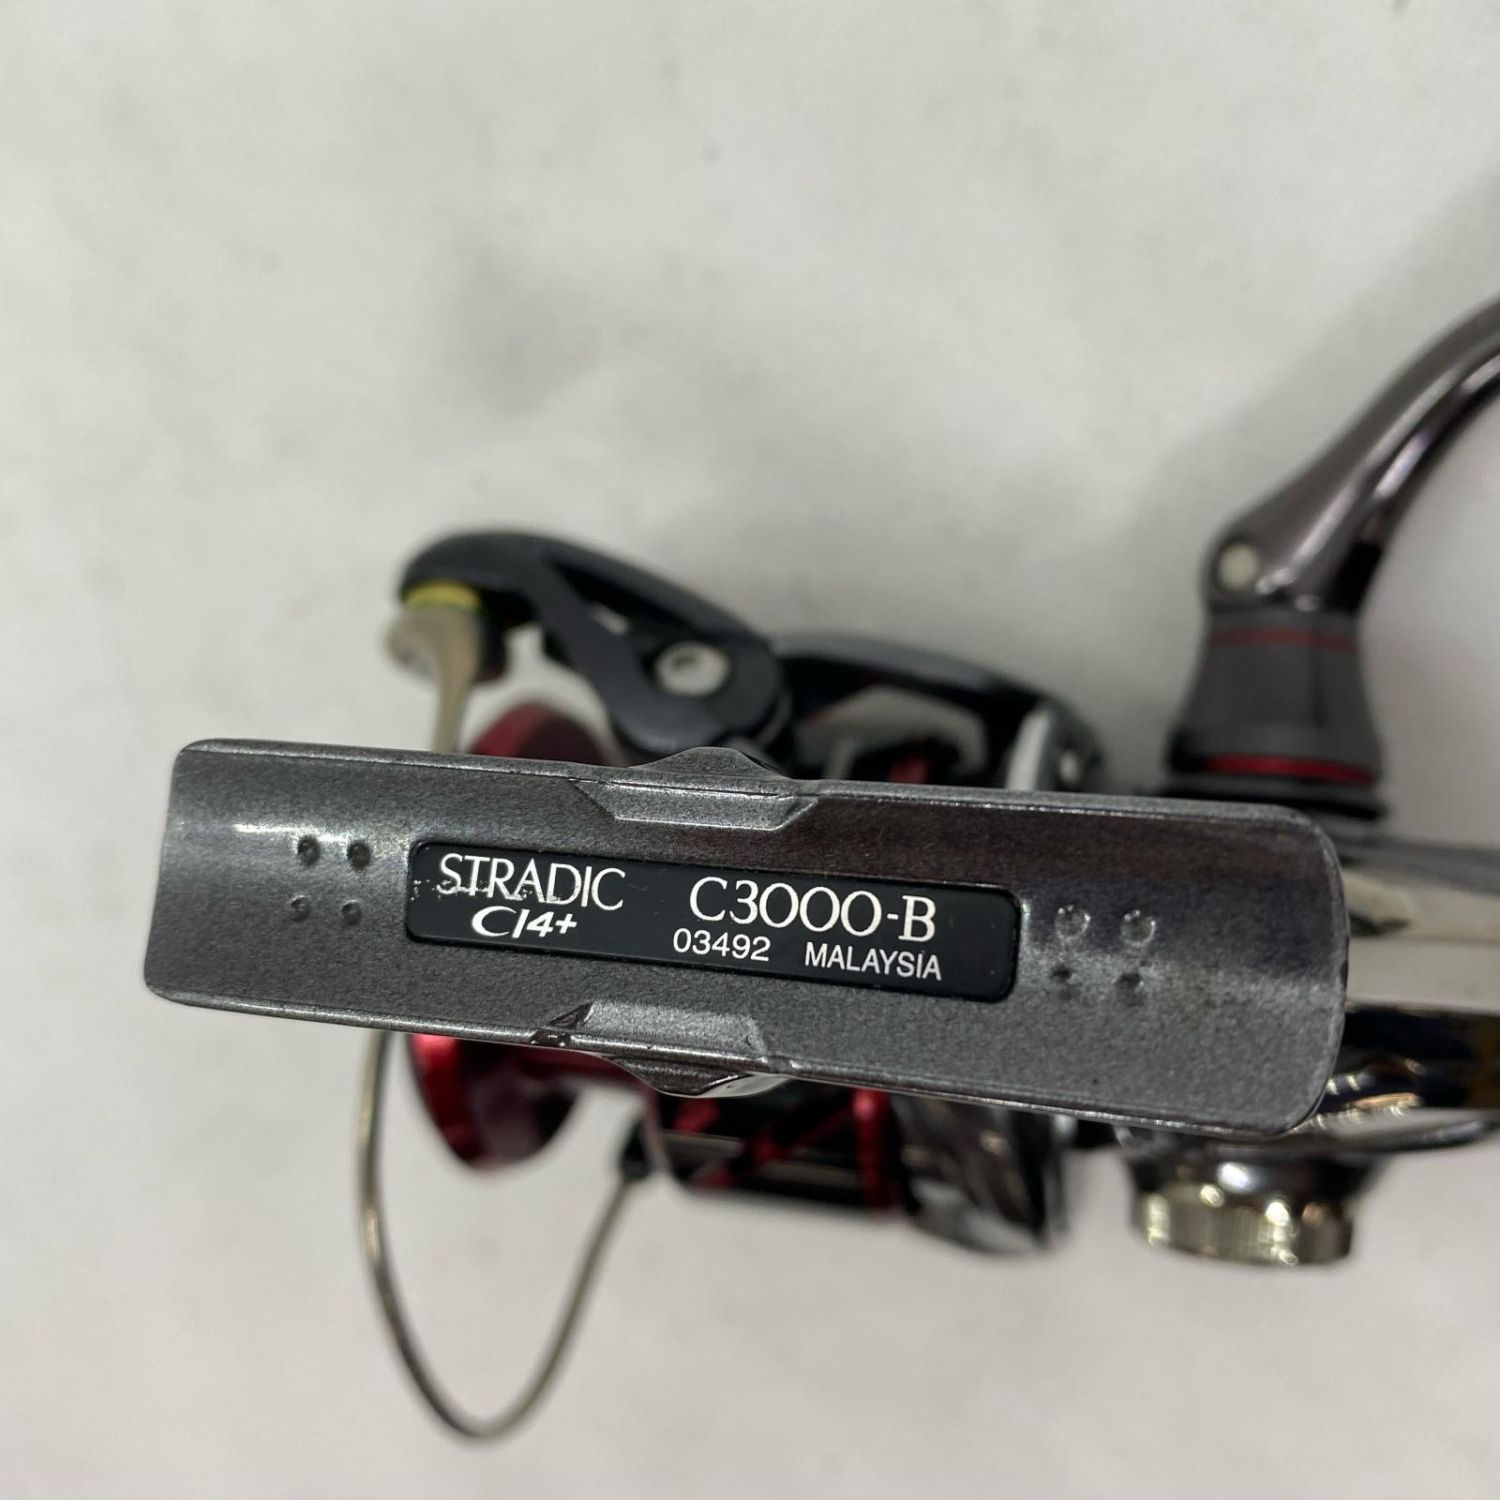 STRADIC C3000-B
CI4+ 03492 MALAYSIA